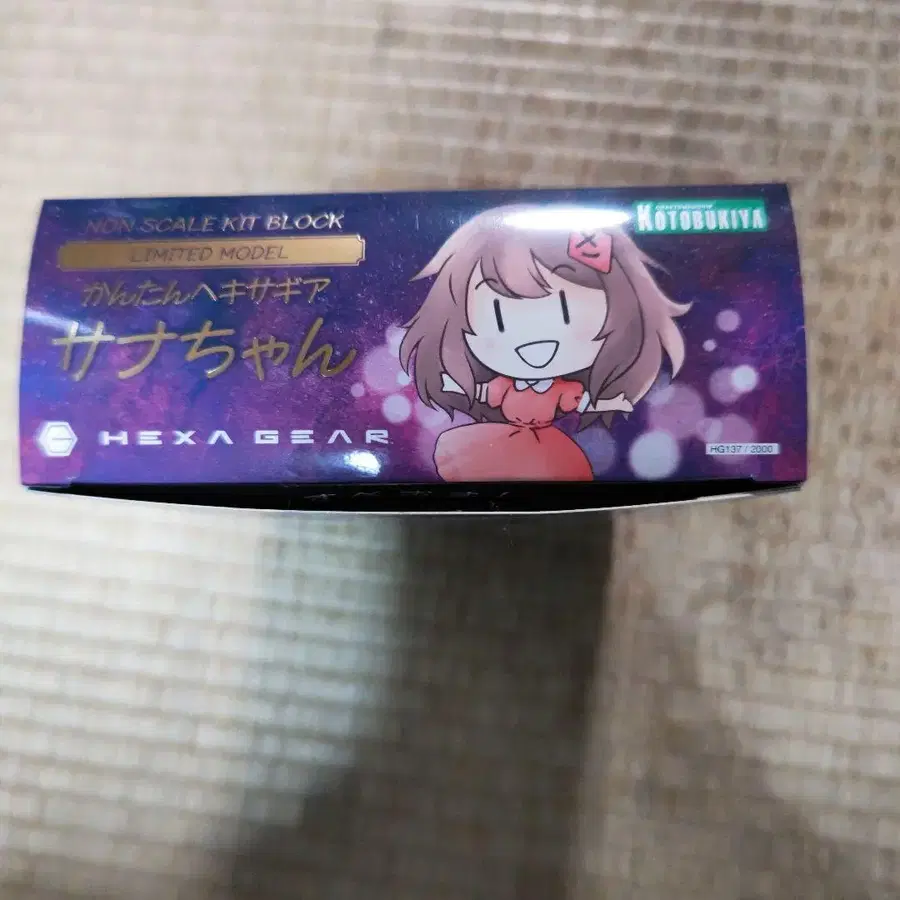 NON SCALE KIT BLOCK
LIMITED MODEL
かんたんヘキサギア
サナちゃん
HEXA GEAR
KOTOBUKIYA
HG137 / 2000